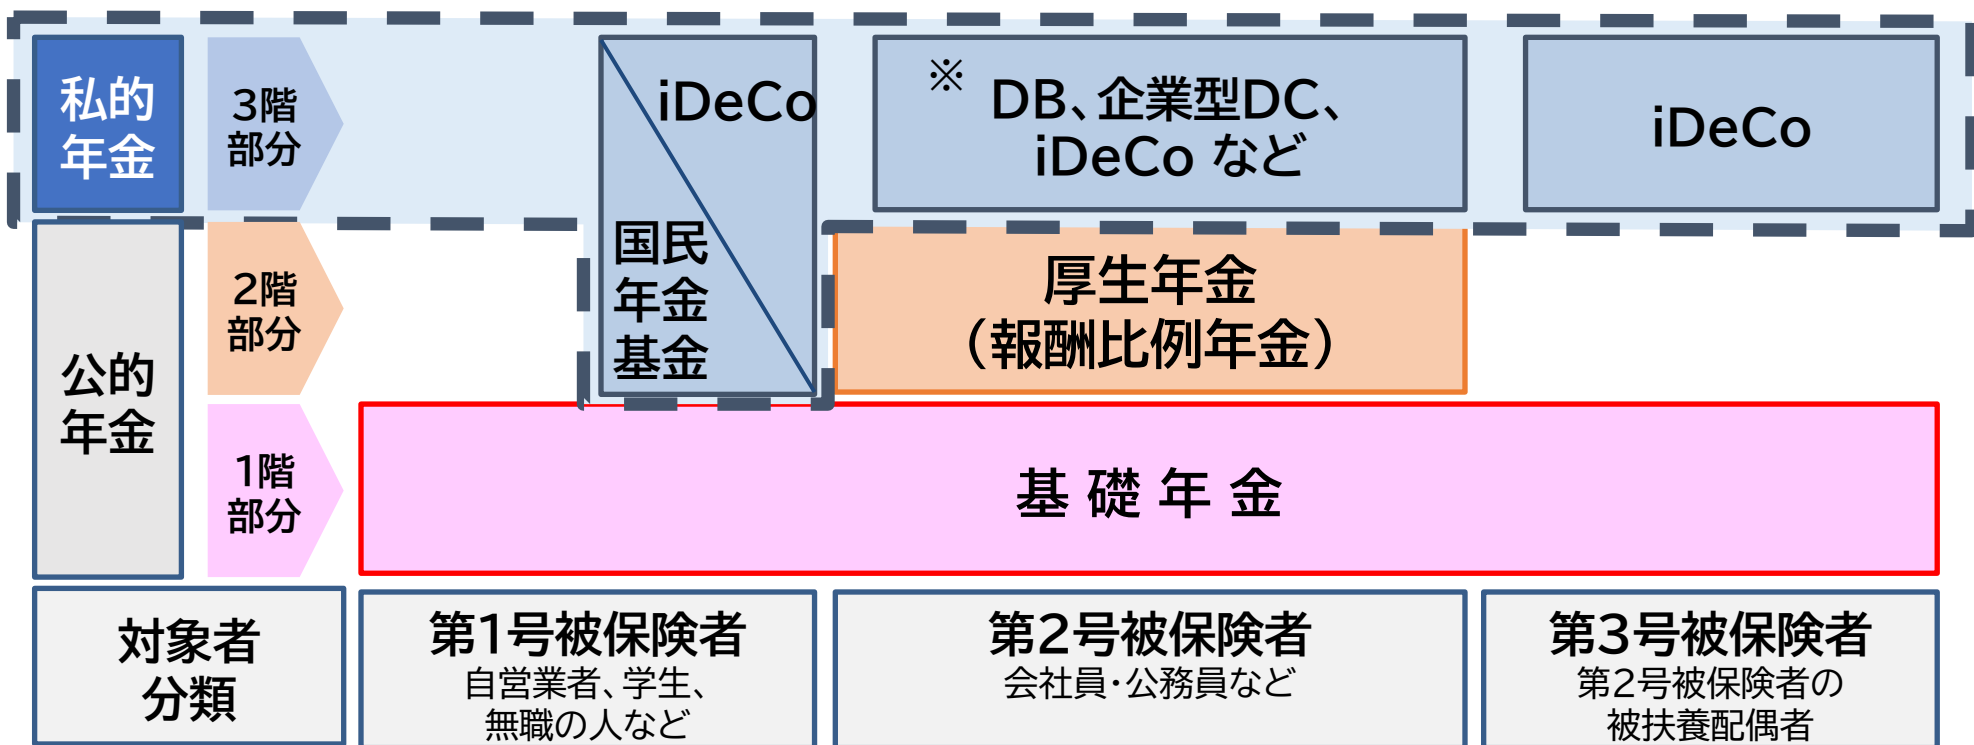 私的
年金
3階
部分
iDeCo
国民
年金
基金
※
DB、企業型DC、
iDeCo など
iDeCo
公的
年金
2階
部分
厚生年金
（報酬比例年金）
1階
部分
基 礎 年 金
対象者
分類
第1号被保険者
自営業者、学生、
無職の人など
第2号被保険者
会社員･公務員など
第3号被保険者
第2号被保険者の
被扶養配偶者